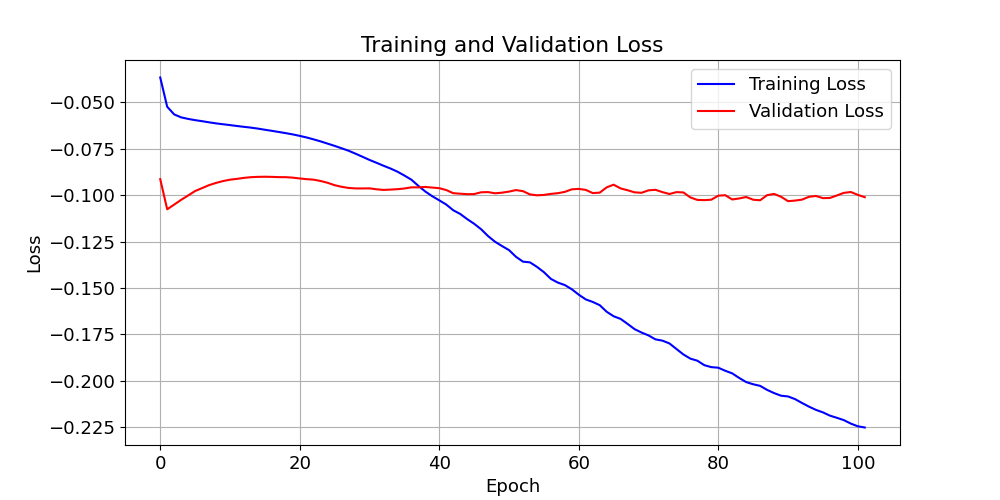 Training and Validation Loss
Training Loss
Validation Loss
Loss
−0.050
−0.075
−0.100
−0.125
−0.150
−0.175
−0.200
−0.225
0 20 40 60 80 100
Epoch